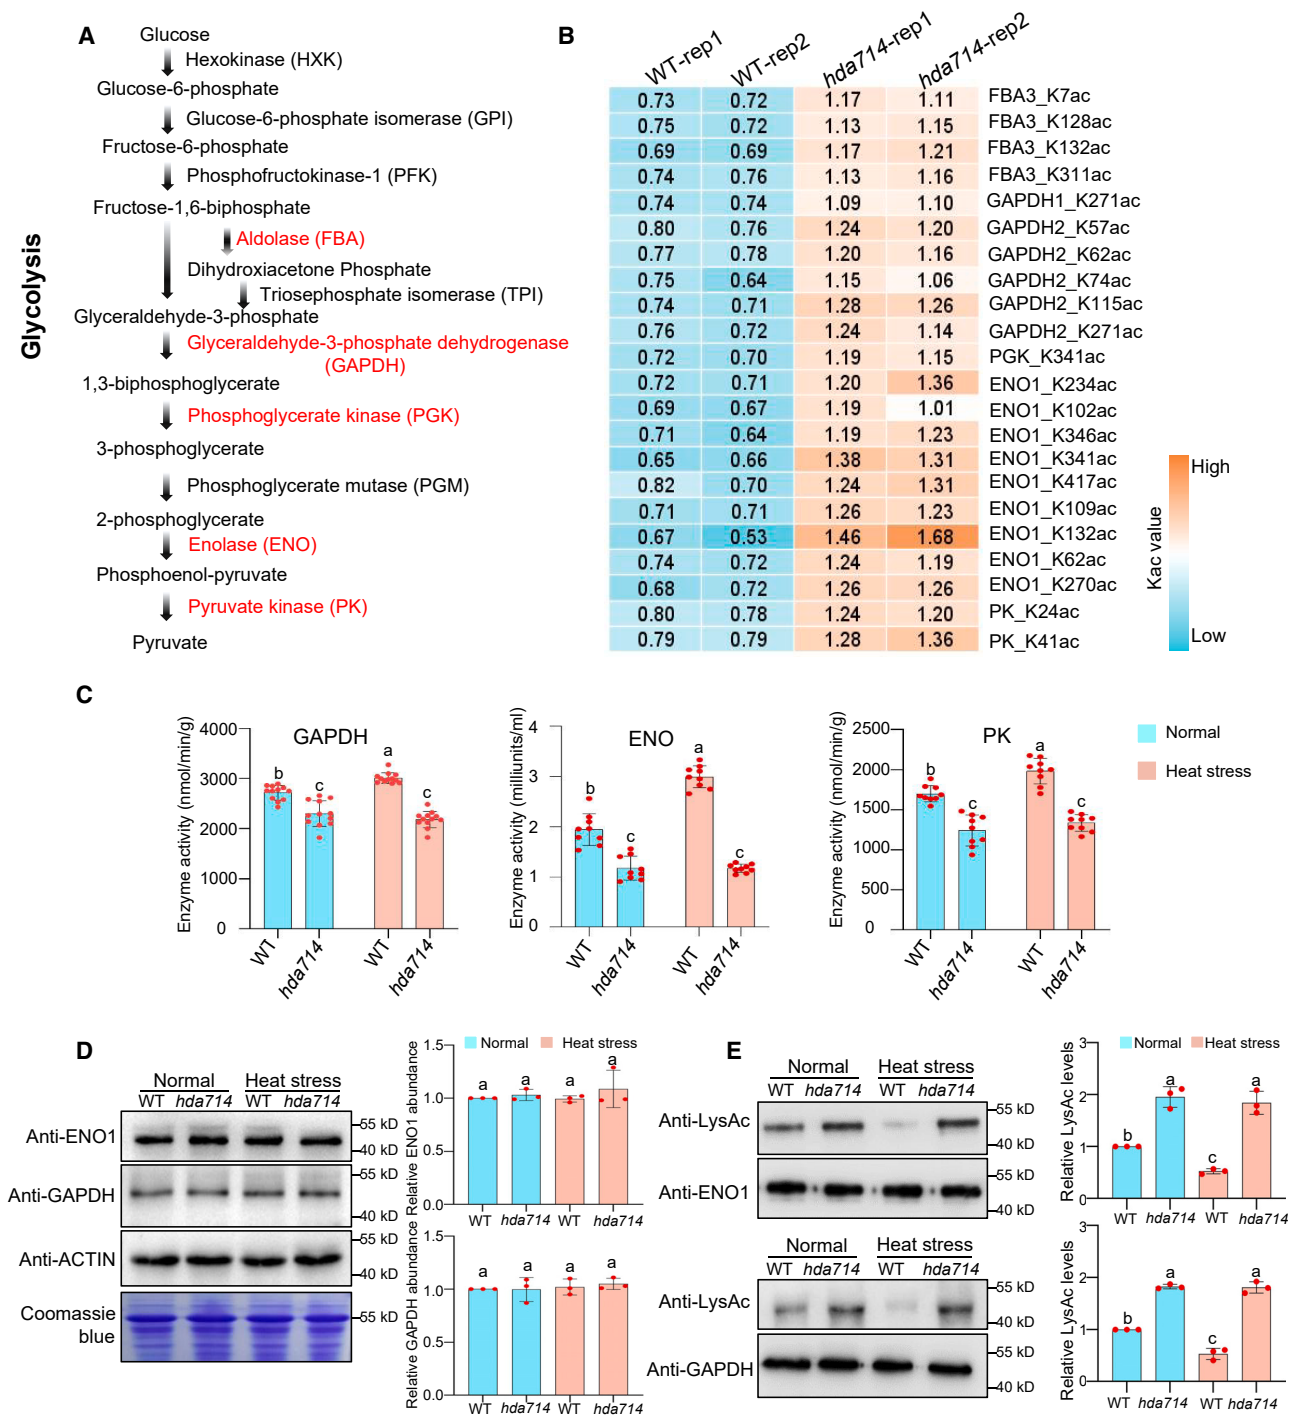 A
Glycolysis
Glucose
Hexokinase (HXK)
Glucose-6-phosphate
Glucose-6-phosphate isomerase (GPI)
Fructose-6-phosphate
Phosphofructokinase-1 (PFK)
Fructose-1,6-biphosphate
Aldolase (FBA)
Dihydroxiacetone Phosphate
Triosephosphate isomerase (TPI)
Glyceraldehyde-3-phosphate
Glyceraldehyde-3-phosphate dehydrogenase
(GAPDH)
1,3-biphosphoglycerate
Phosphoglycerate kinase (PGK)
3-phosphoglycerate
Phosphoglycerate mutase (PGM)
2-phosphoglycerate
Enolase (ENO)
Phosphoenol-pyruvate
Pyruvate kinase (PK)
Pyruvate
B
WT-rep1 WT-rep2 hda714-rep1 hda714-rep2
0.73 0.72 1.17 1.11 FBA3_K7ac
0.75 0.72 1.13 1.15 FBA3_K128ac
0.69 0.69 1.17 1.21 FBA3_K132ac
0.74 0.76 1.13 1.16 FBA3_K311ac
0.74 0.74 1.09 1.10 GAPDH1_K271ac
0.80 0.76 1.24 1.20 GAPDH2_K57ac
0.77 0.78 1.20 1.16 GAPDH2_K62ac
0.75 0.64 1.15 1.06 GAPDH2_K74ac
0.74 0.71 1.28 1.26 GAPDH2_K115ac
0.76 0.72 1.24 1.14 GAPDH2_K271ac
0.72 0.70 1.19 1.15 PGK_K341ac
0.72 0.71 1.20 1.36 ENO1_K234ac
0.69 0.67 1.19 1.01 ENO1_K102ac
0.71 0.64 1.19 1.23 ENO1_K346ac
0.65 0.66 1.38 1.31 ENO1_K341ac
0.82 0.70 1.24 1.31 ENO1_K417ac
0.71 0.71 1.26 1.23 ENO1_K109ac
0.67 0.53 1.46 1.68 ENO1_K132ac
0.74 0.72 1.24 1.19 ENO1_K62ac
0.68 0.72 1.26 1.26 ENO1_K270ac
0.80 0.78 1.24 1.20 PK_K24ac
0.79 0.79 1.28 1.36 PK_K41ac
High
Kac value
Low
C
Enzyme activity (nmol/min/g)
4000
3000
2000
1000
0
GAPDH
b c a c
WT hda714 WT hda714
Enzyme activity (miliunits/ml)
4
3
2
1
0
ENO
b c a c
WT hda714 WT hda714
Enzyme activity (nmol/min/g)
2500
2000
1500
1000
500
0
PK
b c a c
WT hda714 WT hda714
Normal
Heat stress
D
Normal Heat stress
WT hda714 WT hda714
Anti-ENO1
55 kD
40 kD
Anti-GAPDH
55 kD
40 kD
Anti-ACTIN
55 kD
40 kD
Coomassie
blue
55 kD
Normal Heat stress
Relative ENO1 abundance
1.5
1.0
0.5
0.0
a a a a
WT hda714 WT hda714
Relative GAPDH abundance
1.5
1.0
0.5
0.0
a a a a
WT hda714 WT hda714
E
Normal Heat stress
WT hda714 WT hda714
Anti-LysAc
55 kD
40 kD
Anti-ENO1
55 kD
40 kD
Normal Heat stress
WT hda714 WT hda714
Anti-LysAc
55 kD
40 kD
Anti-GAPDH
55 kD
40 kD
Normal Heat stress
Relative LysAc levels
3
2
1
0
b a c a
WT hda714 WT hda714
Relative LysAc levels
3
2
1
0
b a c a
WT hda714 WT hda714